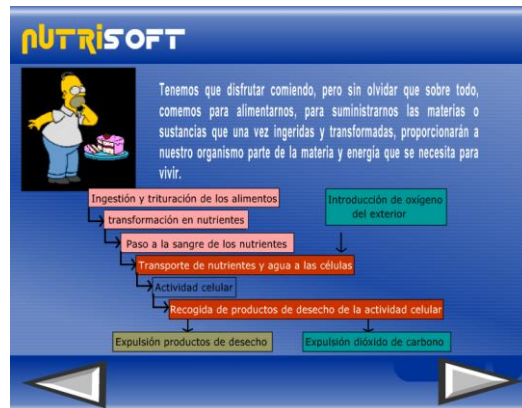 nUTRiSOFT
Tenemos que disfrutar comiendo, pero sin olvidar que sobre todo,
comemos para alimentarnos, para suministrarnos las materias o
sustancias que una vez ingeridas y transformadas, proporcionarán a
nuestro organismo parte de la materia y energía que se necesita para
vivir.
Ingestión y trituración de los alimentos
Introducción de oxígeno
del exterior
transformación en nutrientes
Paso a la sangre de los nutrientes
Transporte de nutrientes y agua a las células
Actividad celular
Recogida de productos de desecho de la actividad celular
Expulsión productos de desecho
Expulsión dióxido de carbono